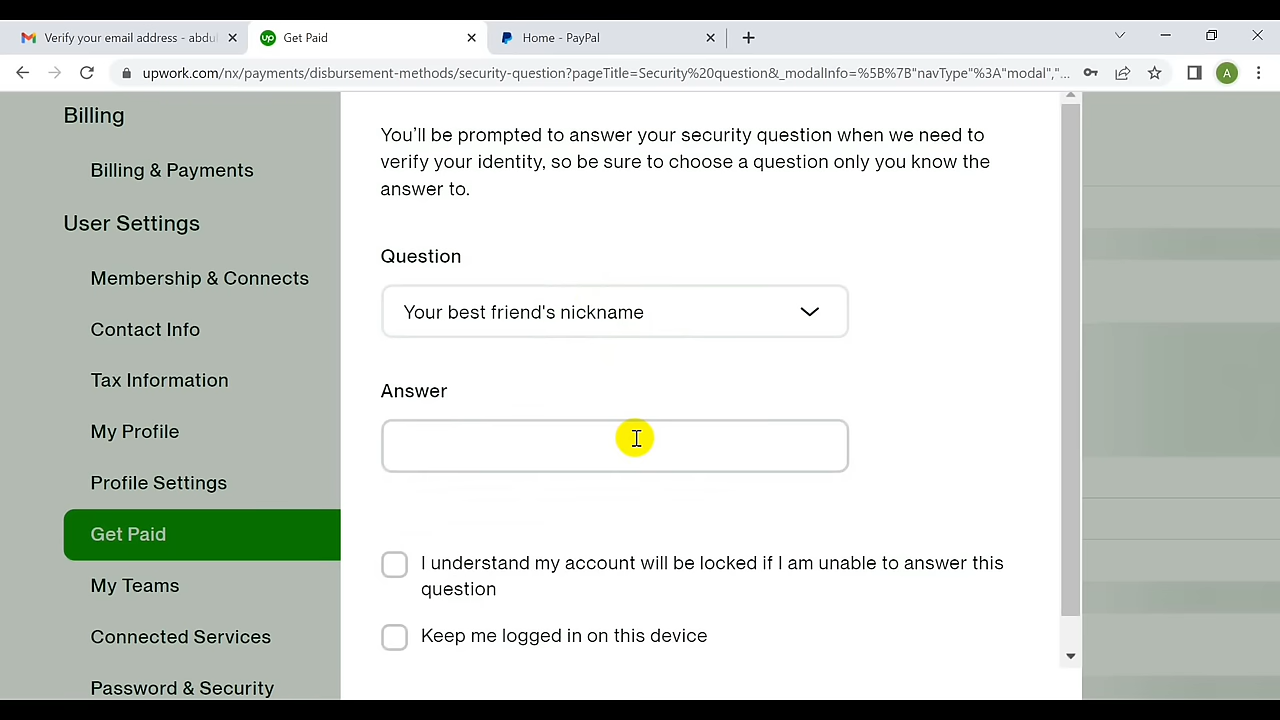 Verify your email address - abdul
Get Paid
Home - PayPal
upwork.com/nx/payments/disbursement-methods/security-question?pageTitle=Security%20question&_modalInfo=%5B%7B"navType"%3A"modal","...
A
Billing
Billing & Payments
User Settings
Membership & Connects
Contact Info
Tax Information
My Profile
Profile Settings
Get Paid
My Teams
Connected Services
Password & Security
You'll be prompted to answer your security question when we need to
verify your identity, so be sure to choose a question only you know the
answer to.
Question
Your best friend's nickname
Answer
I understand my account will be locked if I am unable to answer this
question
Keep me logged in on this device